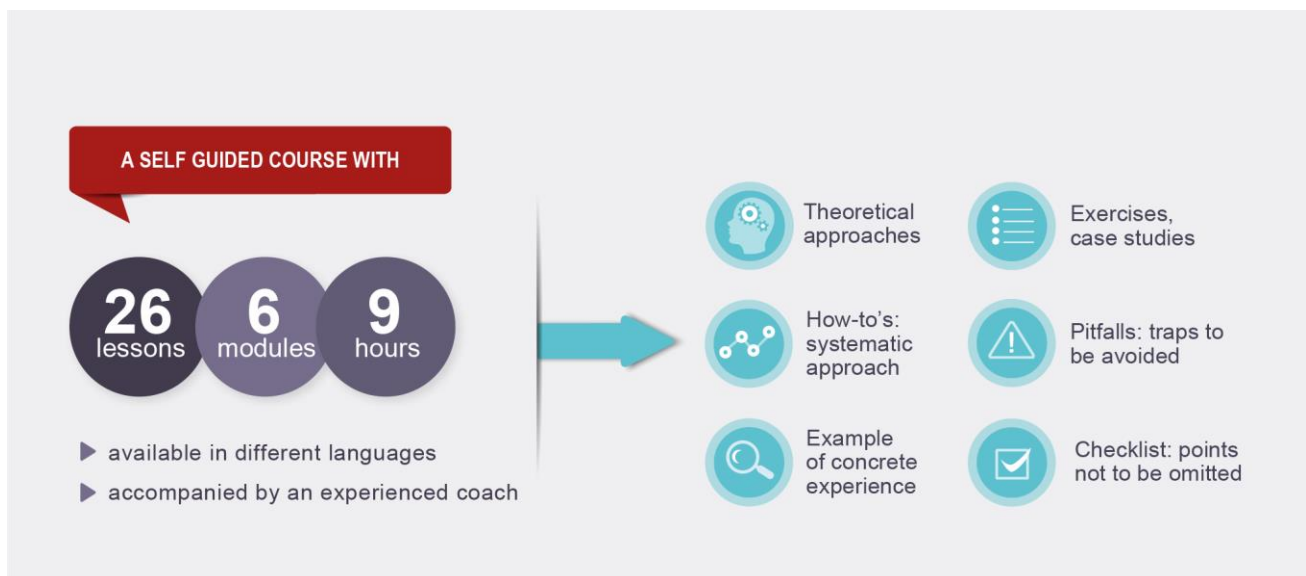 A SELF GUIDED COURSE WITH
26
lessons
6
modules
9
hours
available in different languages
accompanied by an experienced coach
Theoretical
approaches
How-to's:
systematic
approach
Example
of concrete
experience
Exercises,
case studies
Pitfalls: traps to
be avoided
Checklist: points
not to be omitted